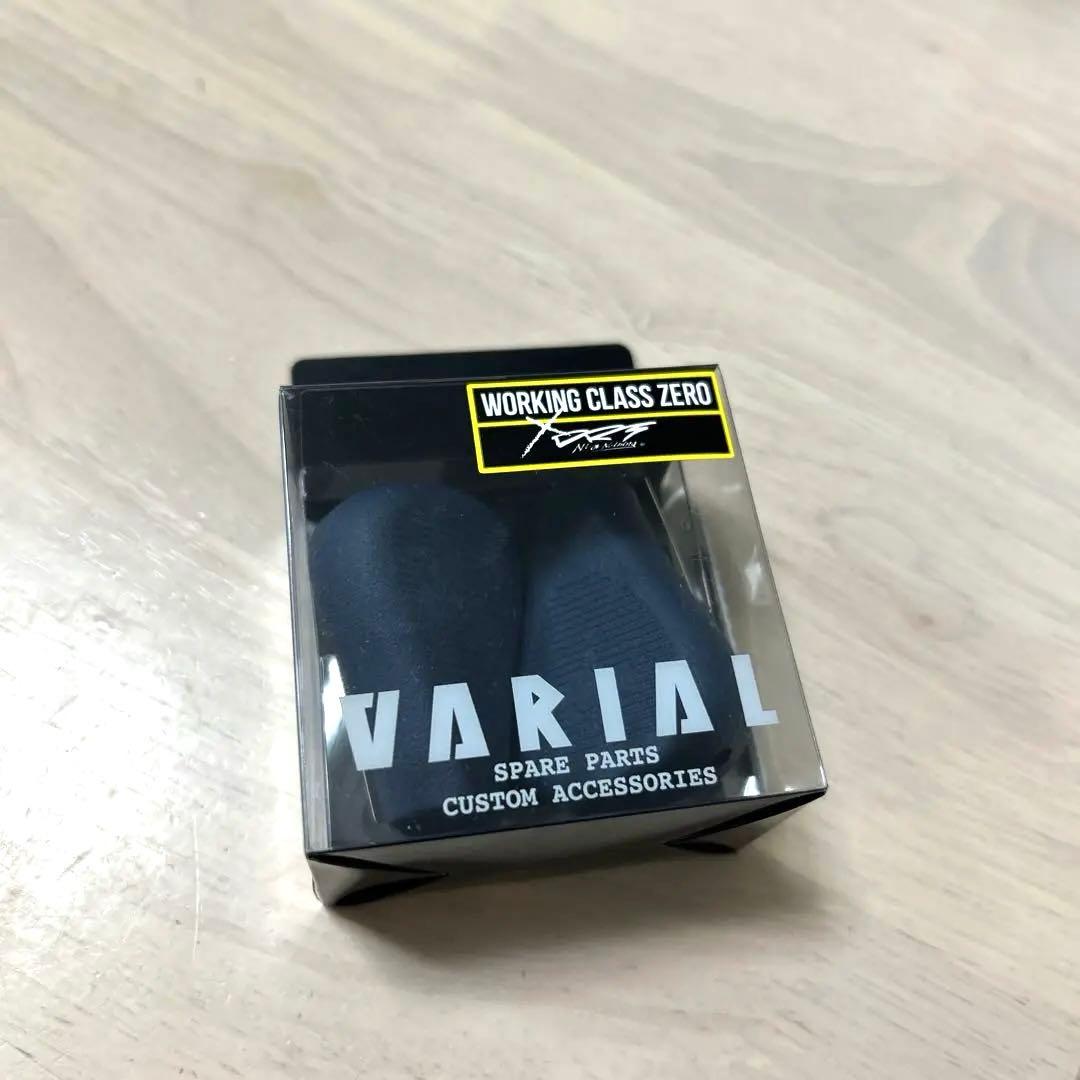 WORKING CLASS ZERO
VARIAL
SPARE PARTS
CUSTOM ACCESSORIES